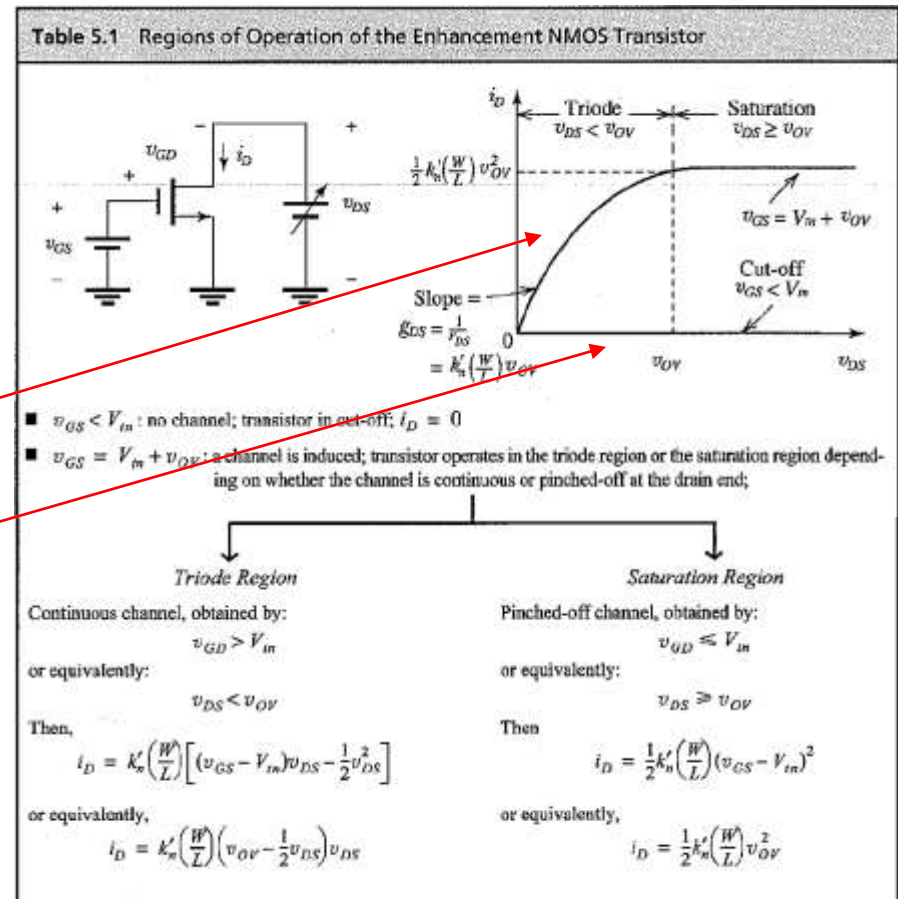 Table 5.1 Regions of Operation of the Enhancement NMOS Transistor
v_GD
i_D
+
−
+
+
v_GS
−
v_DS
−
i_D
Triode
v_DS < v_OV
Saturation
v_DS ≥ v_OV
½ k′_n (W/L) v²_OV
v_GS = V_tn + v_OV
Cut-off
v_GS < V_tn
Slope =
g_DS = 1/r_DS
= k′_n (W/L) v_OV
0
v_OV
v_DS
■ v_GS < V_tn : no channel; transistor in cut-off; i_D = 0
■ v_GS = V_tn + v_OV : a channel is induced; transistor operates in the triode region or the saturation region depend-
ing on whether the channel is continuous or pinched-off at the drain end;
Triode Region
Continuous channel, obtained by:
v_GD > V_tn
or equivalently:
v_DS < v_OV
Then,
i_D = k′_n (W/L) [(v_GS − V_tn) v_DS − ½ v²_DS]
or equivalently,
i_D = k′_n (W/L) (v_OV − ½ v_DS) v_DS
Saturation Region
Pinched-off channel, obtained by:
v_GD ≤ V_tn
or equivalently:
v_DS ≥ v_OV
Then
i_D = ½ k′_n (W/L) (v_GS − V_tn)²
or equivalently,
i_D = ½ k′_n (W/L) v²_OV